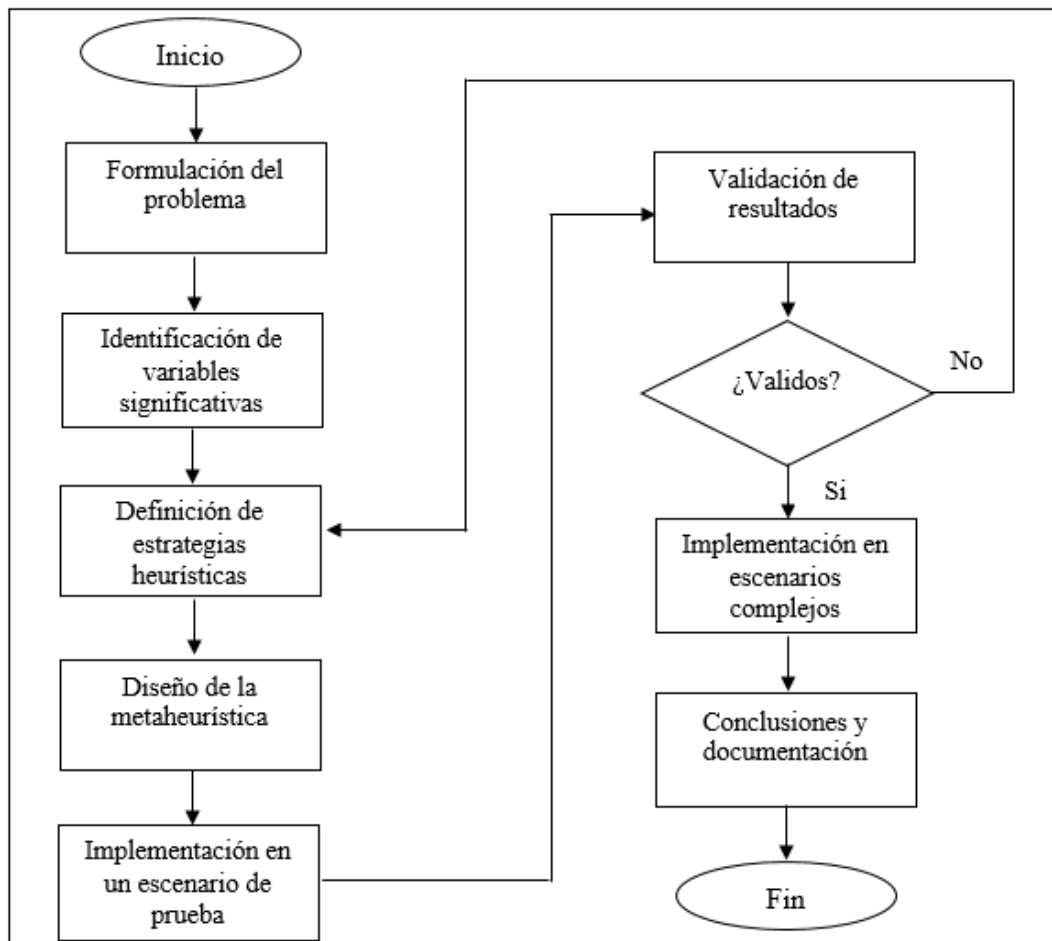 Inicio
Formulación del
problema
Identificación de
variables
significativas
Definición de
estrategias
heurísticas
Diseño de la
metaheurística
Implementación en
un escenario de
prueba
Validación de
resultados
¿Validos?
No
Si
Implementación en
escenarios
complejos
Conclusiones y
documentación
Fin